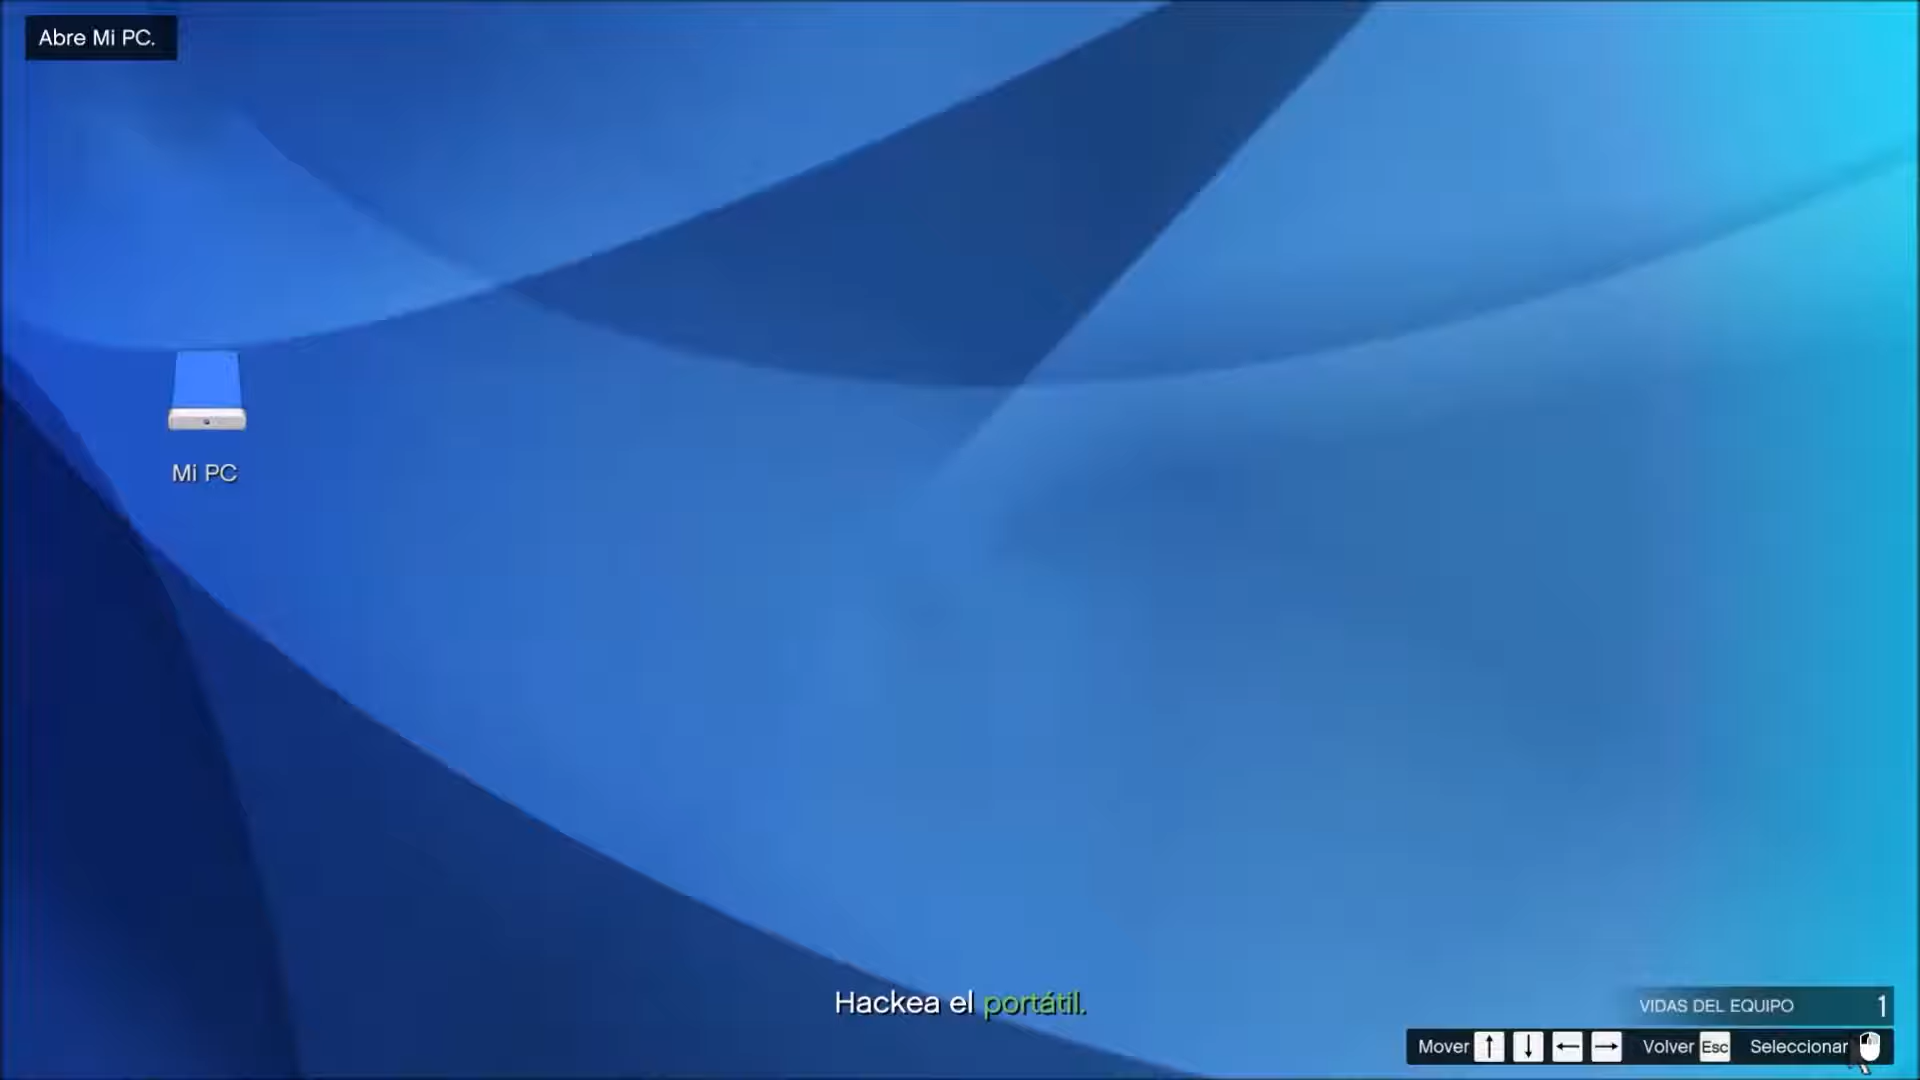 Abre Mi PC.
Mi PC
Hackea el portátil.
VIDAS DEL EQUIPO 1
Mover ↑ ↓ ← → Volver Esc Seleccionar